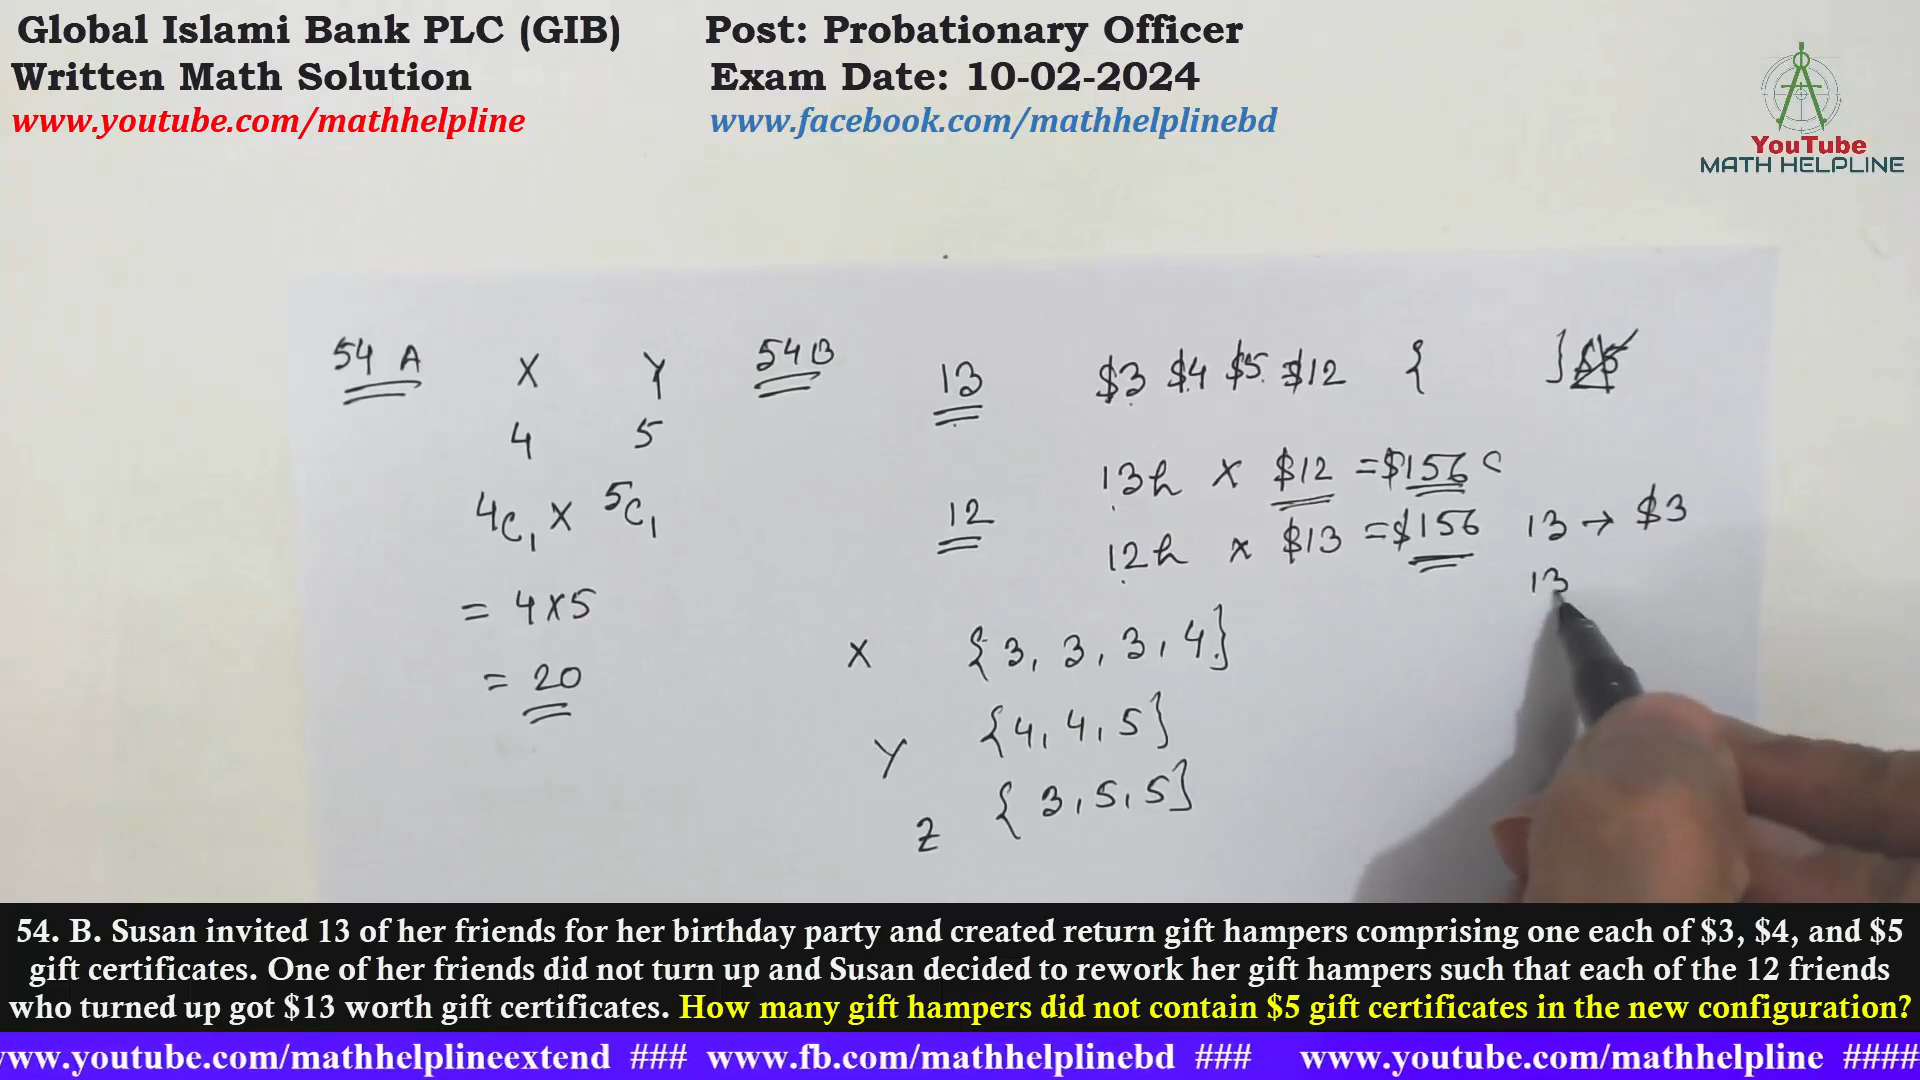 Global Islami Bank PLC (GIB) Post: Probationary Officer
Written Math Solution Exam Date: 10-02-2024
www.youtube.com/mathhelpline www.facebook.com/mathhelplinebd
YouTube
MATH HELPLINE
54 A X Y
4 5
4C1 X 5C1
= 4x5
= 20
54 B 13 $3 $4 $5 $12 { }
13h x $12 = $156
12 12h x $13 = $156
13 → $3
13
X {3, 3, 3, 4}
Y {4, 4, 5}
Z {3, 5, 5}
54. B. Susan invited 13 of her friends for her birthday party and created return gift hampers comprising one each of $3, $4, and $5
gift certificates. One of her friends did not turn up and Susan decided to rework her gift hampers such that each of the 12 friends
who turned up got $13 worth gift certificates. How many gift hampers did not contain $5 gift certificates in the new configuration?
www.youtube.com/mathhelplineextend ### www.fb.com/mathhelplinebd ### www.youtube.com/mathhelpline ####